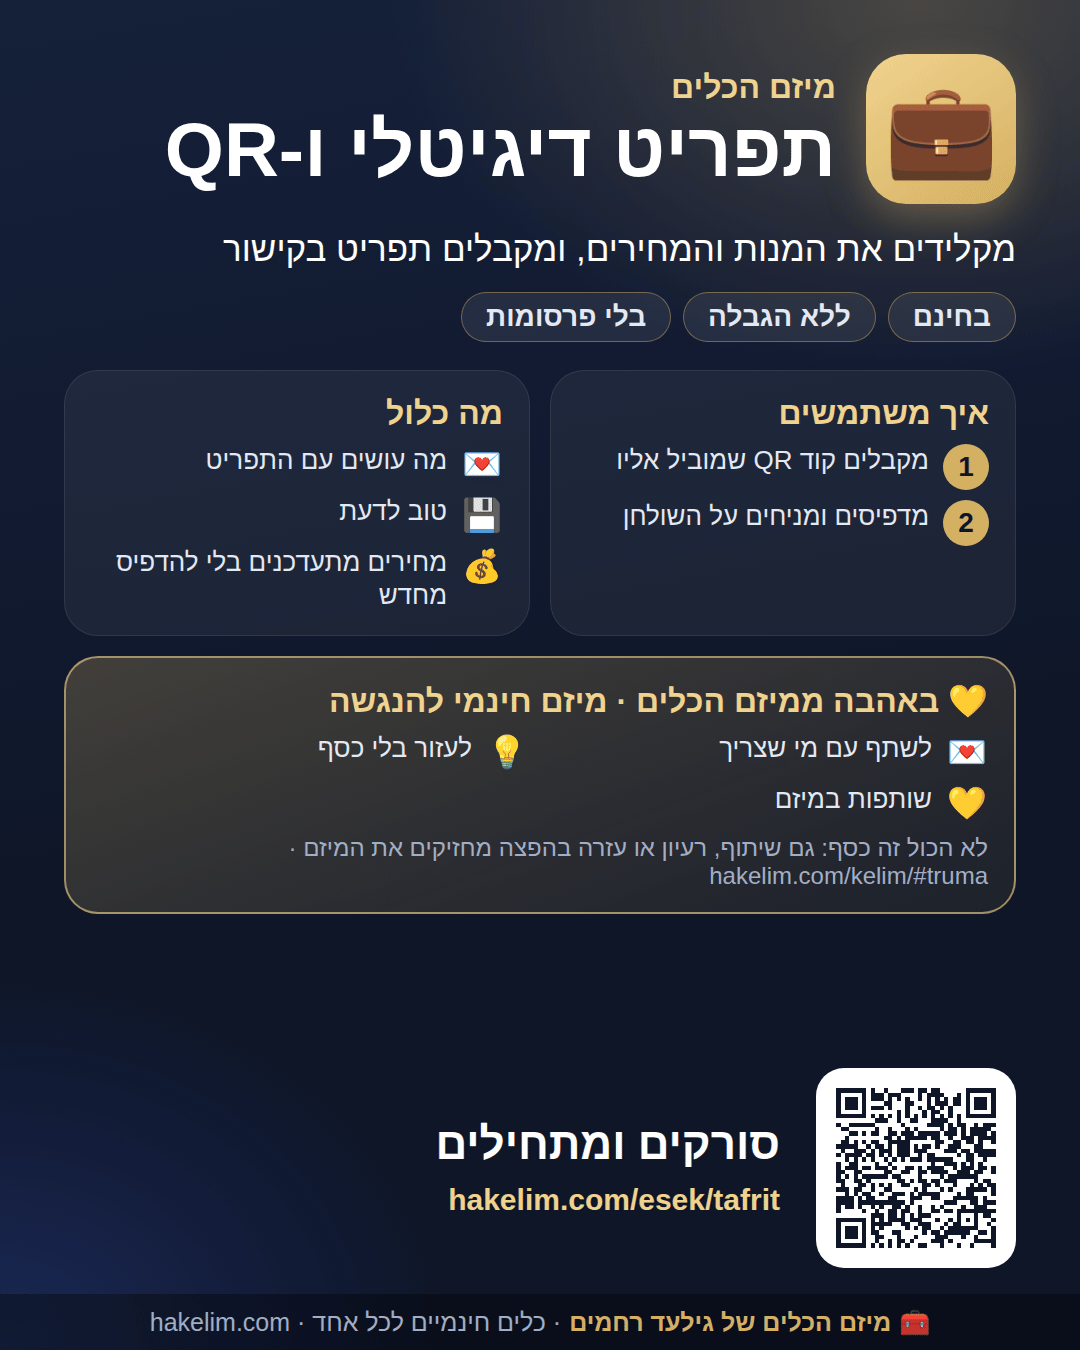 מיזם הכלים
תפריט דיגיטלי ו-QR
מקלידים את המנות והמחירים, ומקבלים תפריט בקישור
בחינם
ללא הגבלה
בלי פרסומות
איך משתמשים
1 מקבלים קוד QR שמוביל אליו
2 מדפיסים ומניחים על השולחן
מה כלול
מה עושים עם התפריט
טוב לדעת
מחירים מתעדכנים בלי להדפיס
מחדש
באהבה ממיזם הכלים · מיזם חינמי להנגשה
לשתף עם מי שצריך
לעזור בלי כסף
שותפות במיזם
לא הכול זה כסף: גם שיתוף, רעיון או עזרה בהפצה מחזיקים את המיזם ·
hakelim.com/kelim/#truma
סורקים ומתחילים
hakelim.com/esek/tafrit
מיזם הכלים של גילעד רחמים · כלים חינמיים לכל אחד · hakelim.com